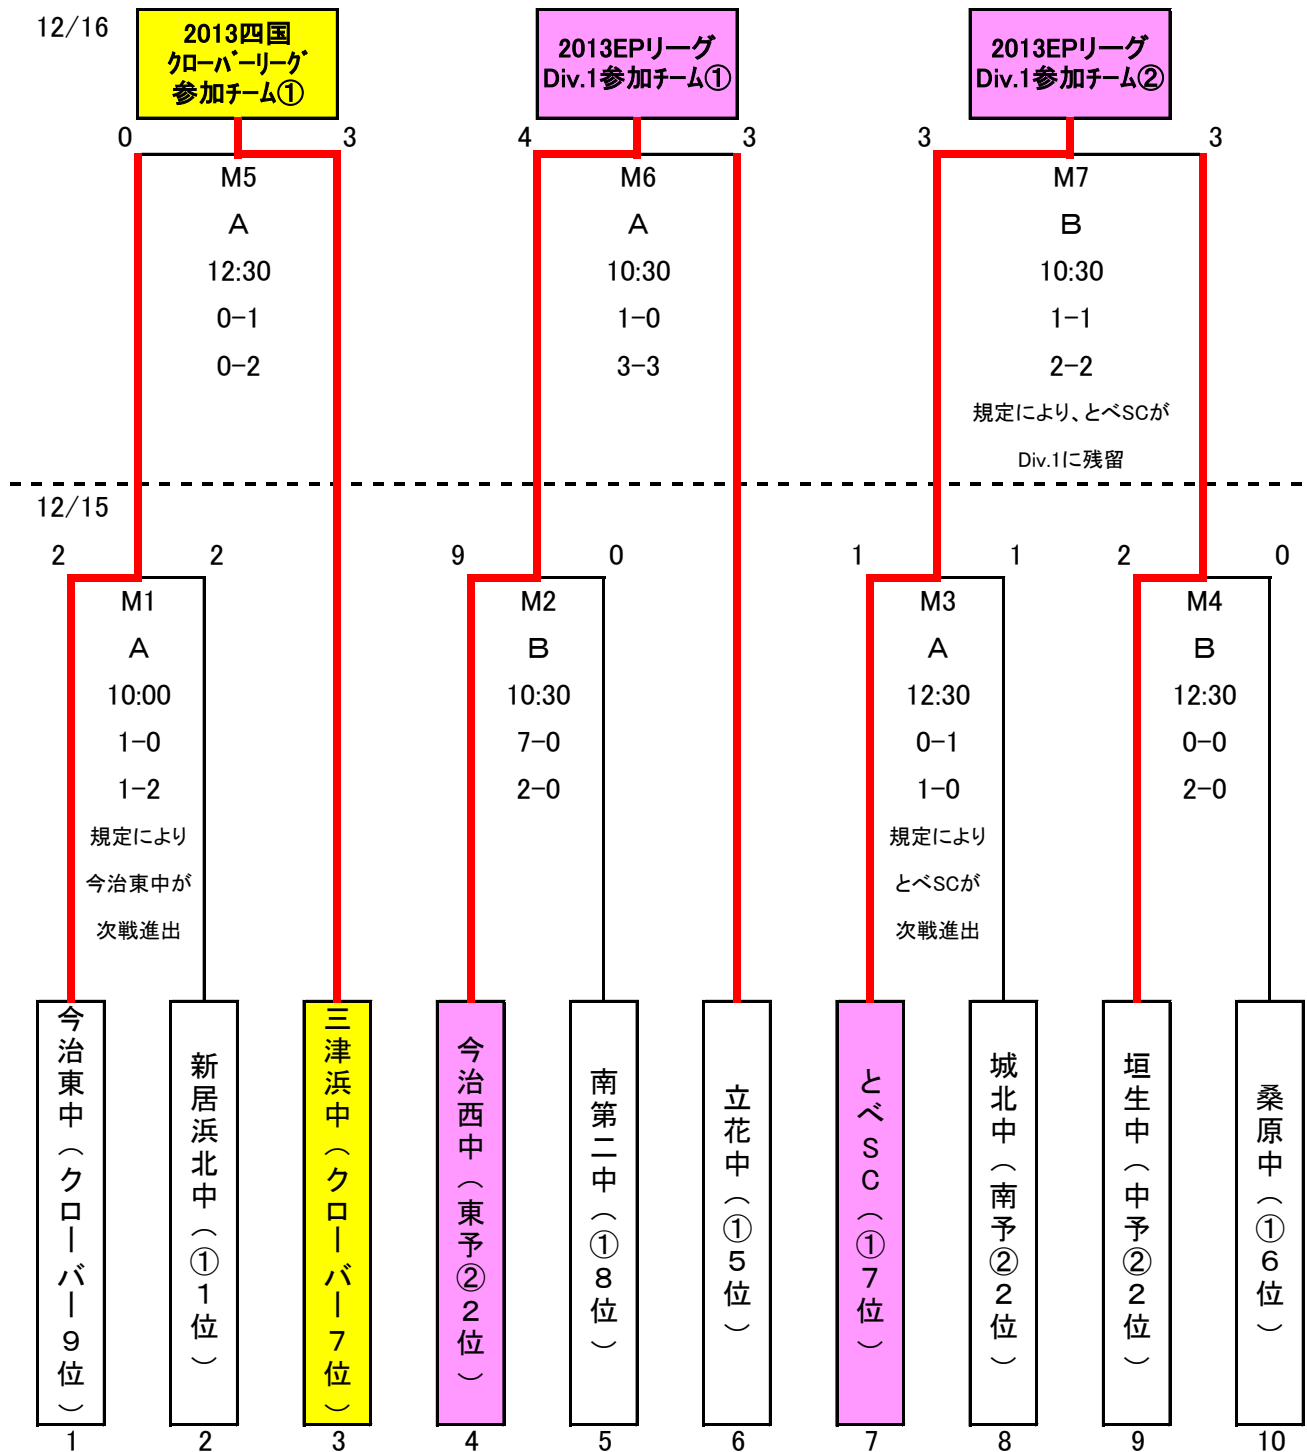 12/16
2013四国
クローバーリーグ
参加チーム①
2013EPリーグ
Div.1参加チーム①
2013EPリーグ
Div.1参加チーム②
0
3
4
3
3
3
M5
A
12:30
0-1
0-2
M6
A
10:30
1-0
3-3
M7
B
10:30
1-1
2-2
規定により、とべSCが
Div.1に残留
12/15
2
2
9
0
1
1
2
0
M1
A
10:00
1-0
1-2
規定により
今治東中が
次戦進出
M2
B
10:30
7-0
2-0
M3
A
12:30
0-1
1-0
規定により
とべSCが
次戦進出
M4
B
12:30
0-0
2-0
今治東中(クローバー9位)
新居浜北中(①1位)
三津浜中(クローバー7位)
今治西中(東予②2位)
南第二中(①8位)
立花中(①5位)
とべSC(①7位)
城北中(南予②2位)
垣生中(中予②2位)
桑原中(①6位)
1
2
3
4
5
6
7
8
9
10